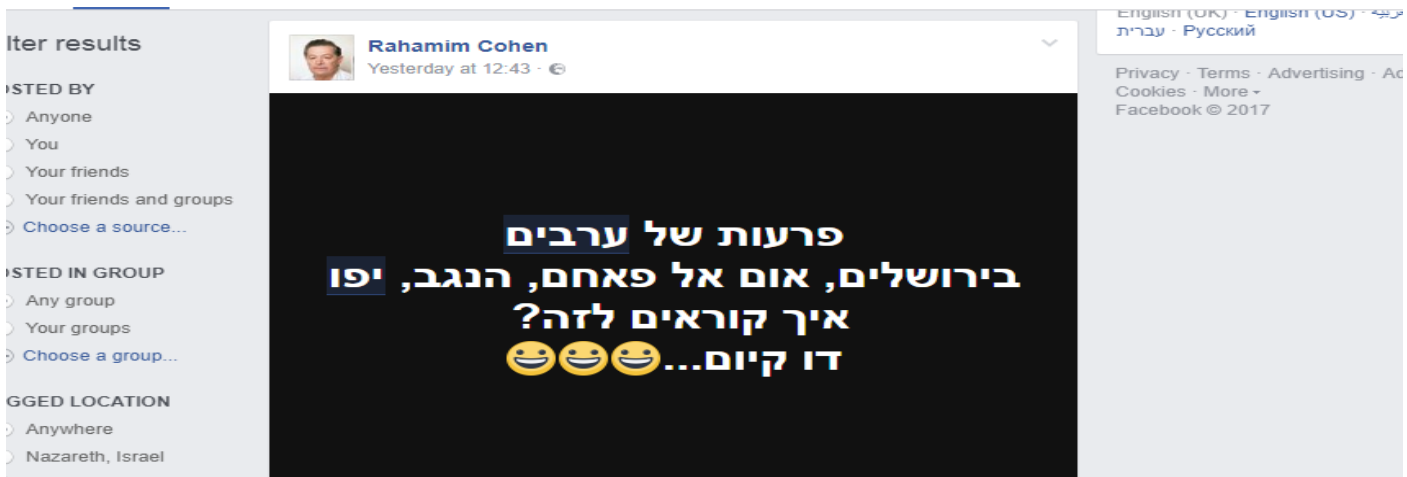 lter results
OSTED BY
Anyone
You
Your friends
Your friends and groups
Choose a source...
OSTED IN GROUP
Any group
Your groups
Choose a group...
GGED LOCATION
Anywhere
Nazareth, Israel
Rahamim Cohen
Yesterday at 12:43 ·
פרעות של ערבים
בירושלים, אום אל פאחם, הנגב, יפו
איך קוראים לזה?
דו קיום...😀😀😀
English (UK) · English (US) ·
עברית · Русский
Privacy · Terms · Advertising · Ad
Cookies · More
Facebook © 2017